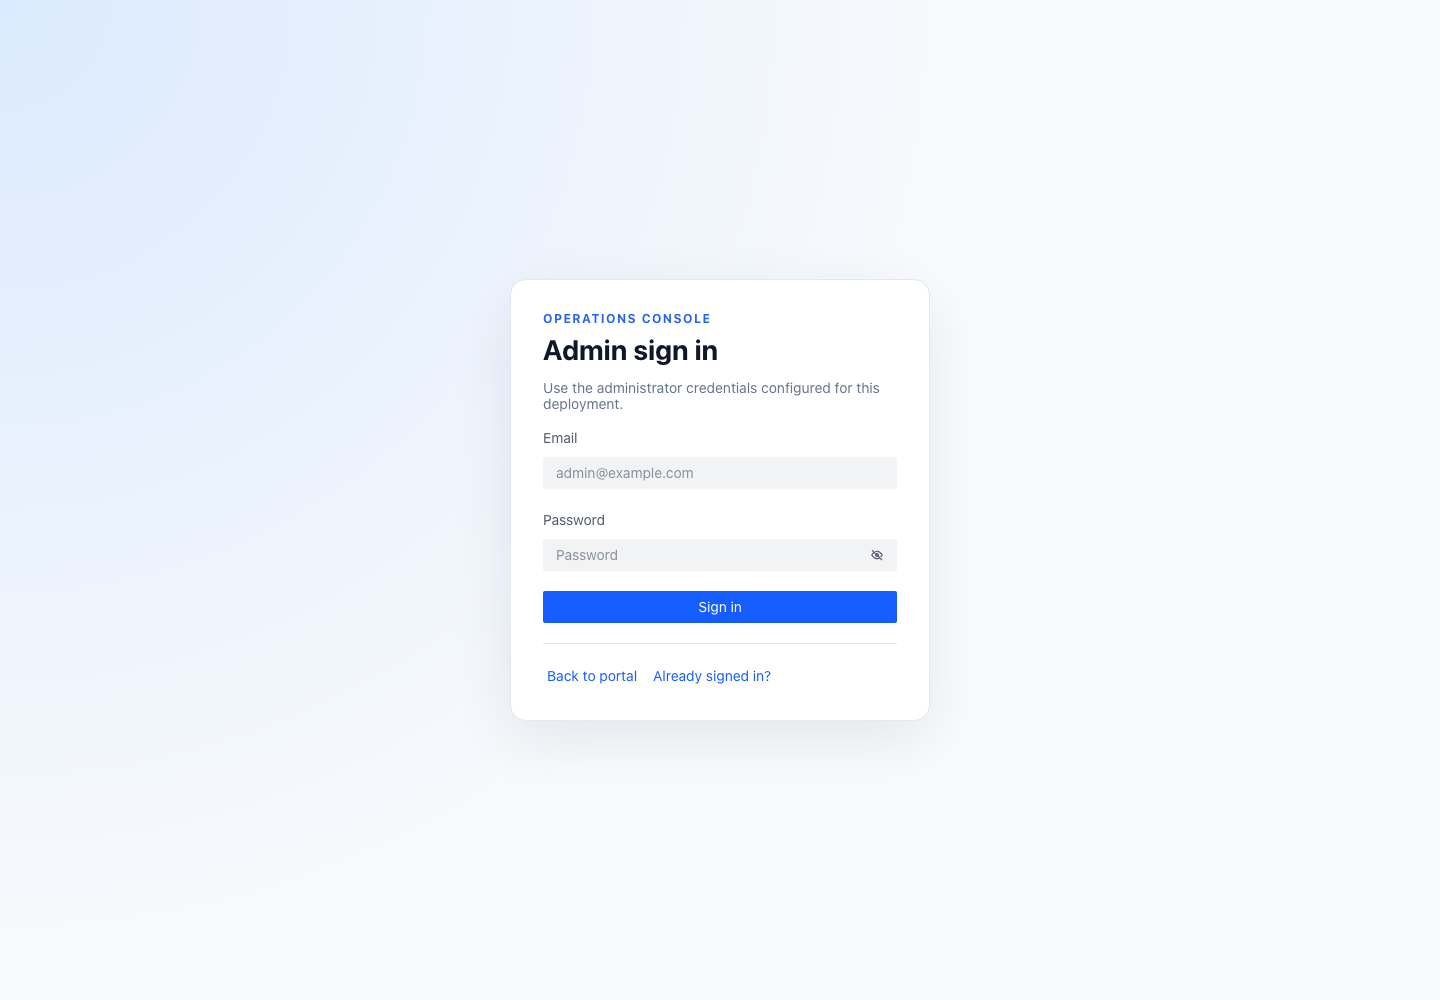 OPERATIONS CONSOLE
Admin sign in
Use the administrator credentials configured for this
deployment.
Email
admin@example.com
Password
Password
Sign in
Back to portal Already signed in?